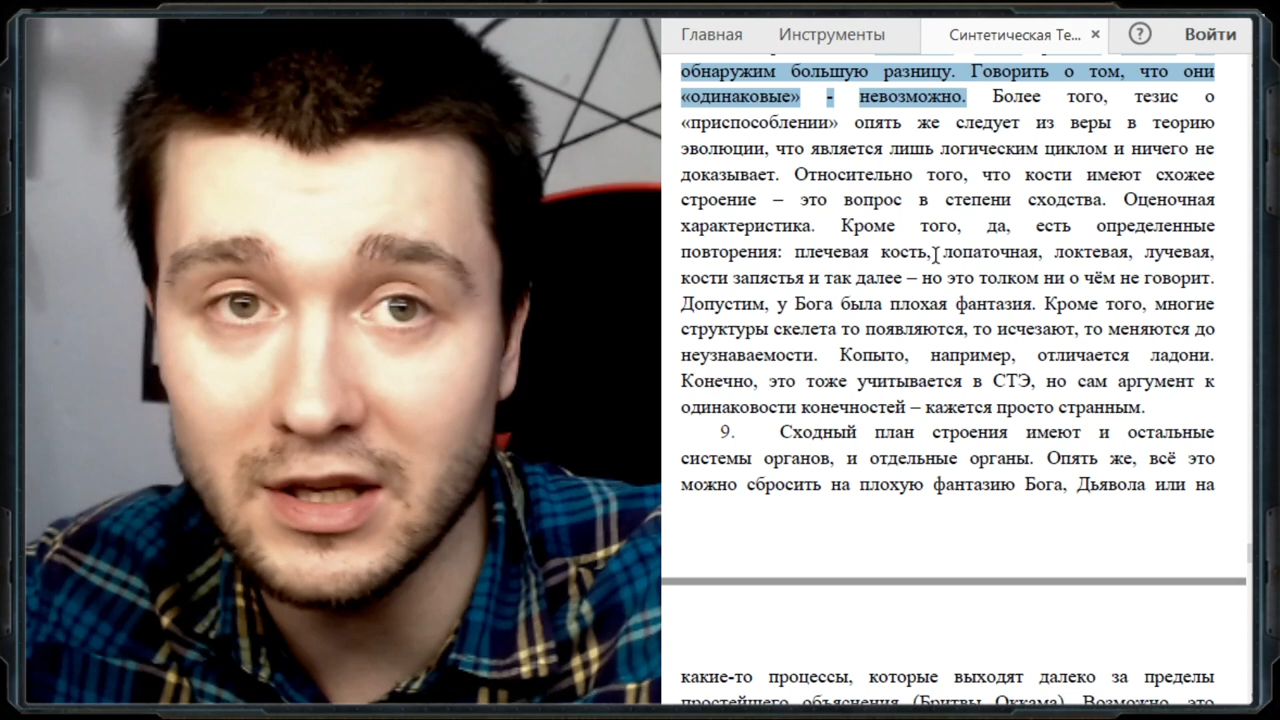 Главная Инструменты Синтетическая Те... × ? Войти
обнаружим большую разницу. Говорить о том, что они
«одинаковые» - невозможно. Более того, тезис о
«приспособлении» опять же следует из веры в теорию
эволюции, что является лишь логическим циклом и ничего не
доказывает. Относительно того, что кости имеют схожее
строение – это вопрос в степени сходства. Оценочная
характеристика. Кроме того, да, есть определенные
повторения: плечевая кость, лопаточная, локтевая, лучевая,
кости запястья и так далее – но это толком ни о чём не говорит.
Допустим, у Бога была плохая фантазия. Кроме того, многие
структуры скелета то появляются, то исчезают, то меняются до
неузнаваемости. Копыто, например, отличается ладони.
Конечно, это тоже учитывается в СТЭ, но сам аргумент к
одинаковости конечностей – кажется просто странным.
9. Сходный план строения имеют и остальные
системы органов, и отдельные органы. Опять же, всё это
можно сбросить на плохую фантазию Бога, Дьявола или на
какие-то процессы, которые выходят далеко за пределы
простейшего объяснения (Бритвы Оккама). Возможно, это